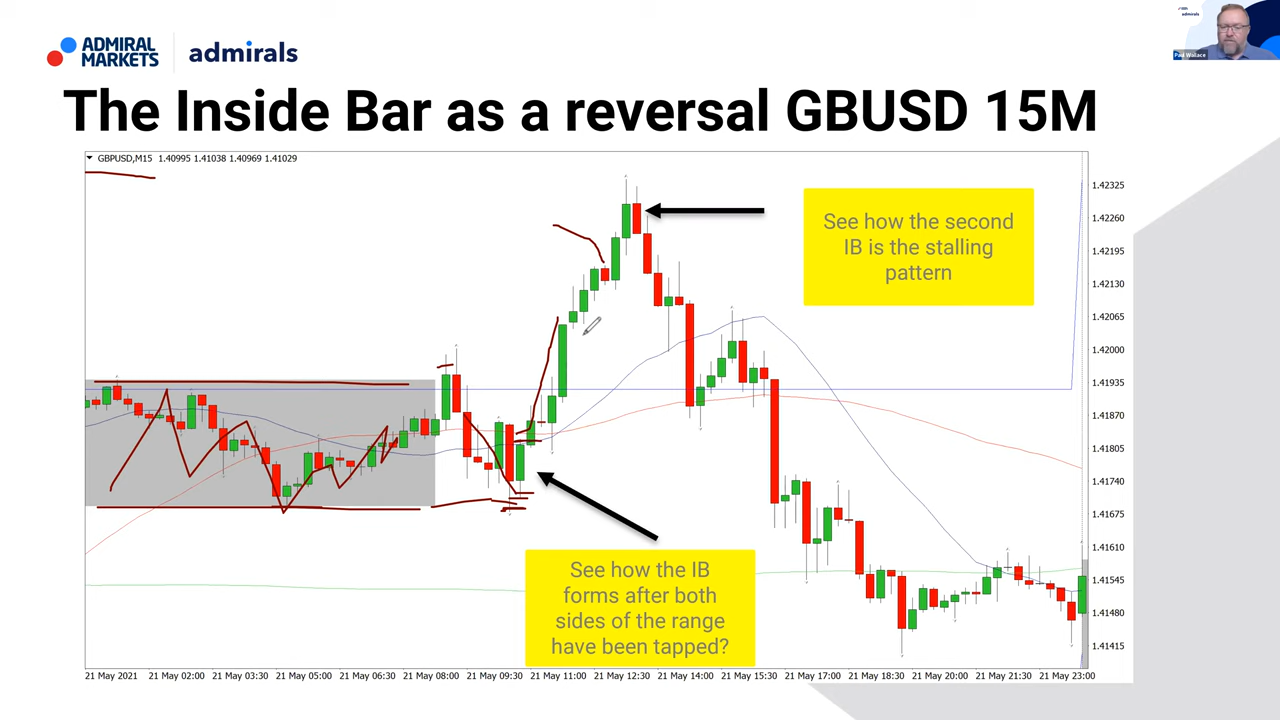 ADMIRAL
MARKETS
admirals
admirals
Paul Wallace
The Inside Bar as a reversal GBUSD 15M
GBPUSD,M15 1.40995 1.41038 1.40969 1.41029
See how the second
IB is the stalling
pattern
See how the IB
forms after both
sides of the range
have been tapped?
1.42325
1.42260
1.42195
1.42130
1.42065
1.42000
1.41935
1.41870
1.41805
1.41740
1.41675
1.41610
1.41545
1.41480
1.41415
21 May 2021 21 May 02:00 21 May 03:30 21 May 05:00 21 May 06:30 21 May 08:00 21 May 09:30 21 May 11:00 21 May 12:30 21 May 14:00 21 May 15:30 21 May 17:00 21 May 18:30 21 May 20:00 21 May 21:30 21 May 23:00